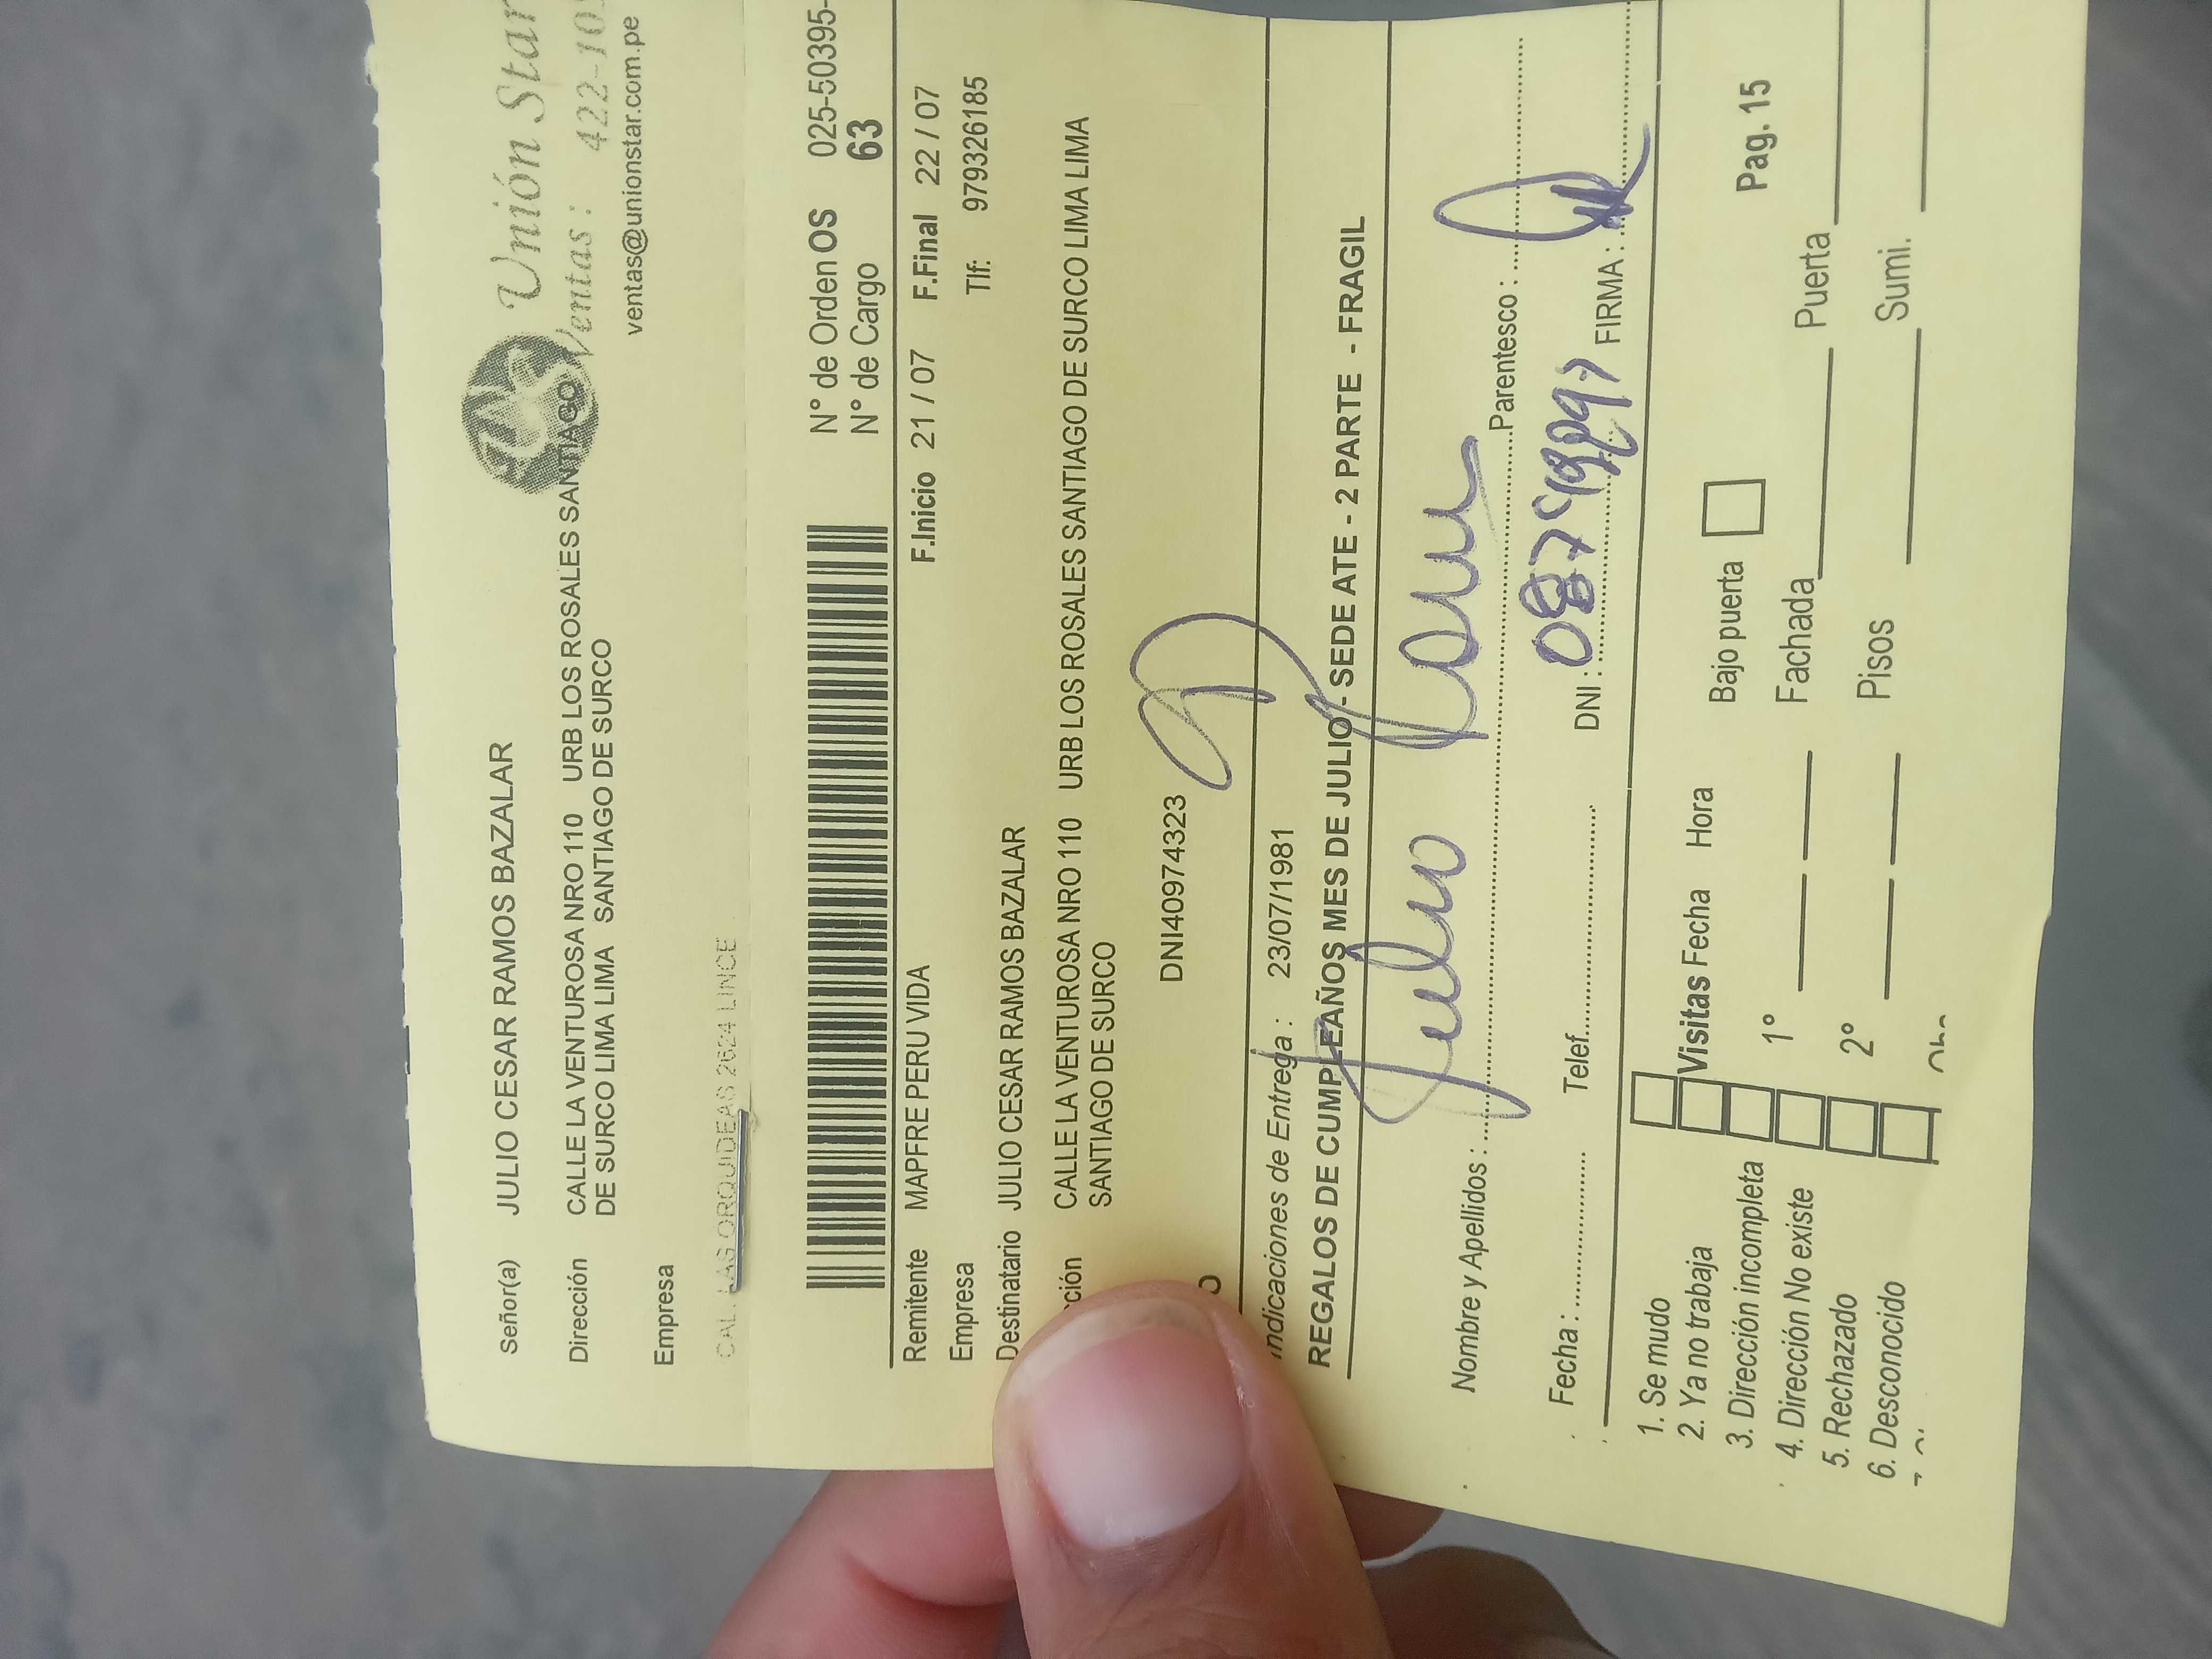 Unión Star
Ventas : 422-10
ventas@unionstar.com.pe
Señor(a) JULIO CESAR RAMOS BAZALAR
Dirección CALLE LA VENTUROSA NRO 110 URB LOS ROSALES SANTIAGO
DE SURCO LIMA LIMA SANTIAGO DE SURCO
Empresa
CAL. LAS ORQUIDEAS 2624 LINCE
N° de Orden OS 025-50395-
N° de Cargo 63
F.Inicio 21 / 07 F.Final 22 / 07
Remitente MAPFRE PERU VIDA
Empresa Tlf: 979326185
Destinatario JULIO CESAR RAMOS BAZALAR
ción CALLE LA VENTUROSA NRO 110 URB LOS ROSALES SANTIAGO DE SURCO LIMA LIMA
SANTIAGO DE SURCO
O DNI40974323
Indicaciones de Entrega : 23/07/1981
REGALOS DE CUMPLEAÑOS MES DE JULIO - SEDE ATE - 2 PARTE - FRAGIL
Nombre y Apellidos : Julio Parentesco :
Fecha : Telef. DNI : FIRMA :
1. Se mudo
2. Ya no trabaja Visitas Fecha Hora Bajo puerta Pag. 15
3. Dirección incompleta
4. Dirección No existe 1° Fachada Puerta
5. Rechazado
6. Desconocido 2° Pisos Sumi.